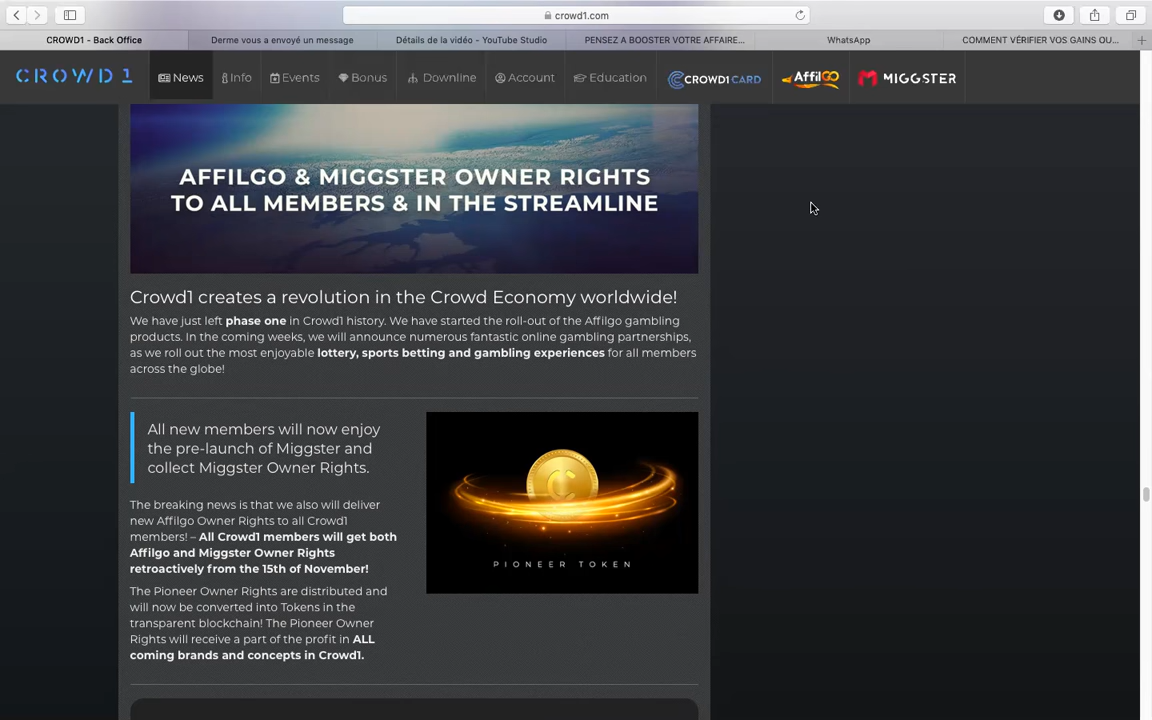 crowd1.com
CROWD1 - Back Office
Derme vous a envoyé un message
Détails de la vidéo - YouTube Studio
PENSEZ A BOOSTER VOTRE AFFAIRE...
WhatsApp
COMMENT VÉRIFIER VOS GAINS OU...
CROWD1
News
Info
Events
Bonus
Downline
Account
Education
CROWD1CARD
AffilGO
MIGGSTER
AFFILGO & MIGGSTER OWNER RIGHTS
TO ALL MEMBERS & IN THE STREAMLINE
Crowd1 creates a revolution in the Crowd Economy worldwide!
We have just left phase one in Crowd1 history. We have started the roll-out of the Affilgo gambling
products. In the coming weeks, we will announce numerous fantastic online gambling partnerships,
as we roll out the most enjoyable lottery, sports betting and gambling experiences for all members
across the globe!
All new members will now enjoy
the pre-launch of Miggster and
collect Miggster Owner Rights.
The breaking news is that we also will deliver
new Affilgo Owner Rights to all Crowd1
members! – All Crowd1 members will get both
Affilgo and Miggster Owner Rights
retroactively from the 15th of November!
The Pioneer Owner Rights are distributed and
will now be converted into Tokens in the
transparent blockchain! The Pioneer Owner
Rights will receive a part of the profit in ALL
coming brands and concepts in Crowd1.
C
PIONEER TOKEN